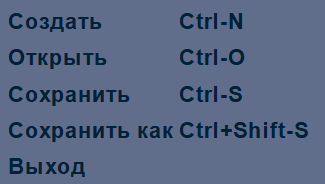 Создать Ctrl-N
Открыть Ctrl-O
Сохранить Ctrl-S
Сохранить как Ctrl+Shift-S
Выход